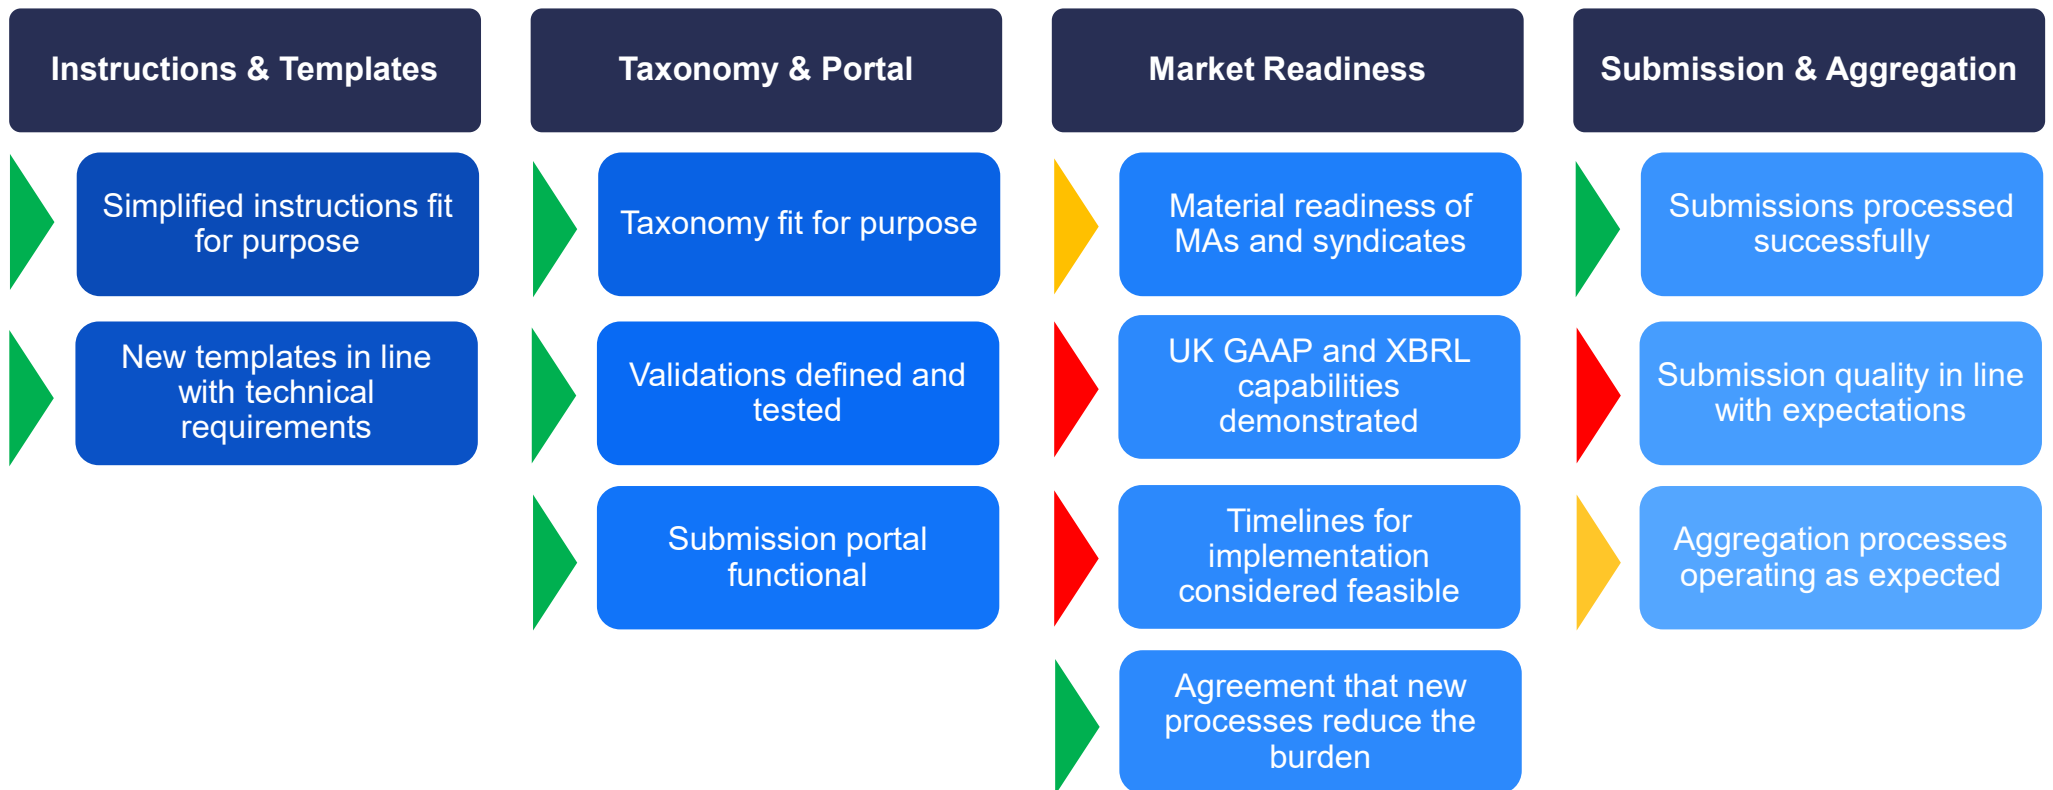 Instructions & Templates
Simplified instructions fit
for purpose
New templates in line
with technical
requirements
Taxonomy & Portal
Taxonomy fit for purpose
Validations defined and
tested
Submission portal
functional
Market Readiness
Material readiness of
MAs and syndicates
UK GAAP and XBRL
capabilities
demonstrated
Timelines for
implementation
considered feasible
Agreement that new
processes reduce the
burden
Submission & Aggregation
Submissions processed
successfully
Submission quality in line
with expectations
Aggregation processes
operating as expected